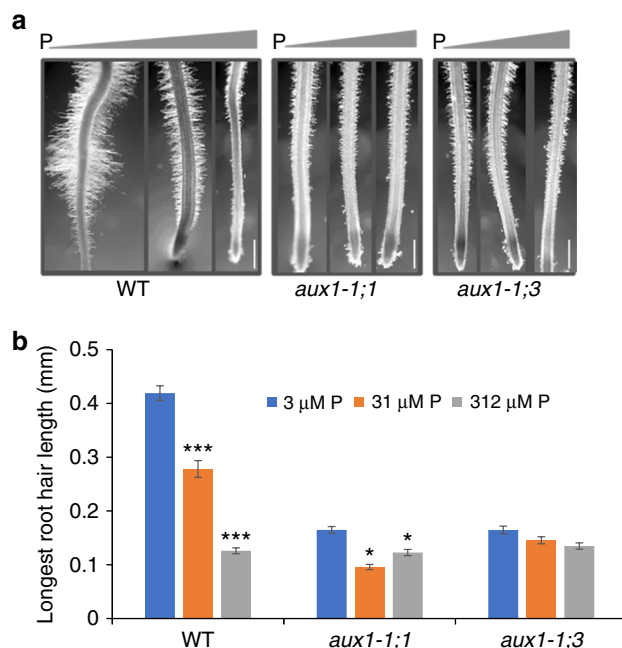 a
P P P
WT aux1-1;1 aux1-1;3
b
Longest root hair length (mm)
0.5
0.4
0.3
0.2
0.1
0
3 μM P 31 μM P 312 μM P
***
***
*
*
WT aux1-1;1 aux1-1;3